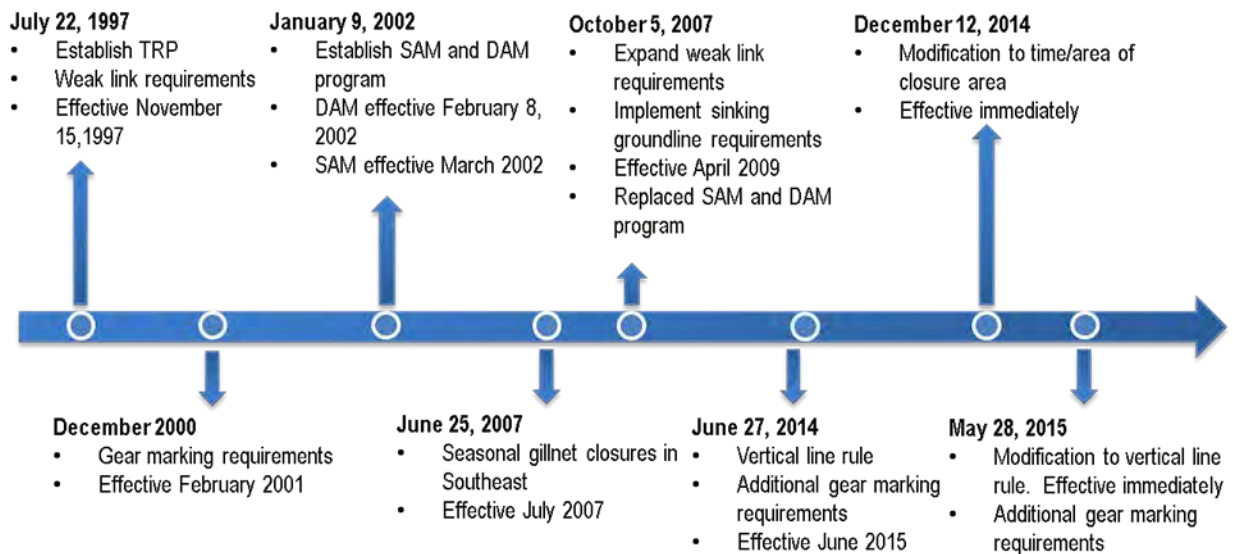 July 22, 1997
• Establish TRP
• Weak link requirements
• Effective November
15,1997
January 9, 2002
• Establish SAM and DAM
program
• DAM effective February 8,
2002
• SAM effective March 2002
October 5, 2007
• Expand weak link
requirements
• Implement sinking
groundline requirements
• Effective April 2009
• Replaced SAM and DAM
program
December 12, 2014
• Modification to time/area of
closure area
• Effective immediately
December 2000
• Gear marking requirements
• Effective February 2001
June 25, 2007
• Seasonal gillnet closures in
Southeast
• Effective July 2007
June 27, 2014
• Vertical line rule
• Additional gear marking
requirements
• Effective June 2015
May 28, 2015
• Modification to vertical line
rule. Effective immediately
• Additional gear marking
requirements